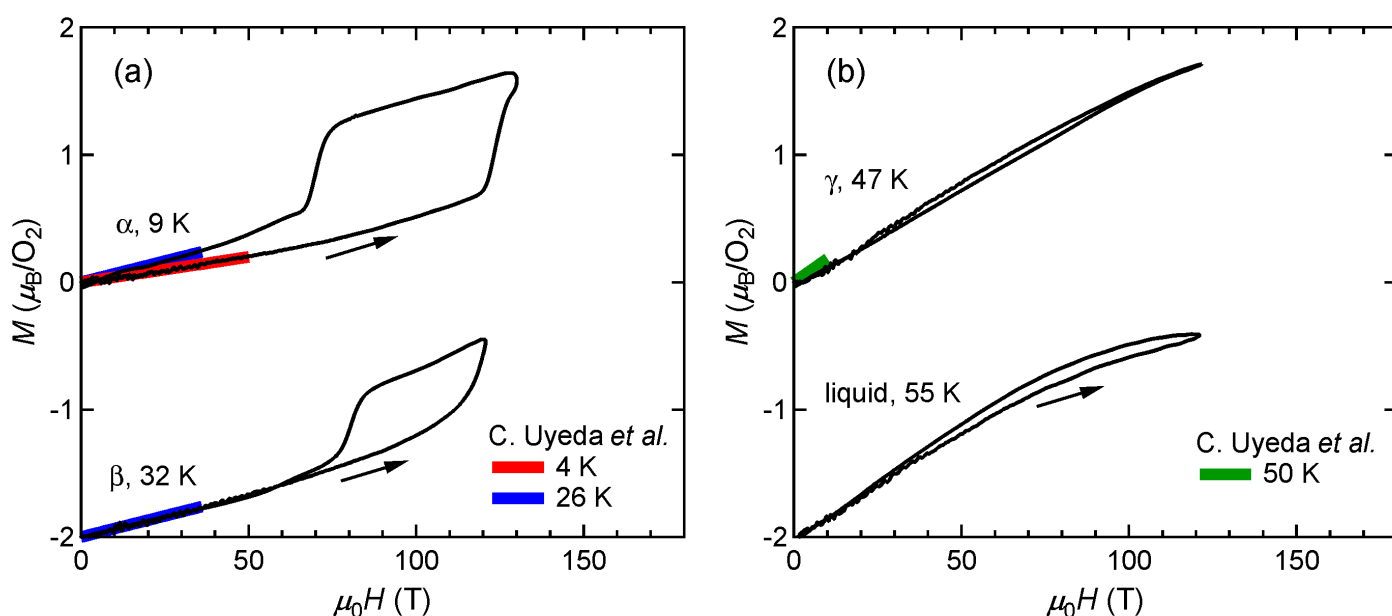 (a)
2
1
0
-1
-2
M (μB/O2)
α, 9 K
β, 32 K
C. Uyeda et al.
4 K
26 K
0
50
100
150
μ0H (T)
(b)
2
1
0
-1
-2
M (μB/O2)
γ, 47 K
liquid, 55 K
C. Uyeda et al.
50 K
0
50
100
150
μ0H (T)